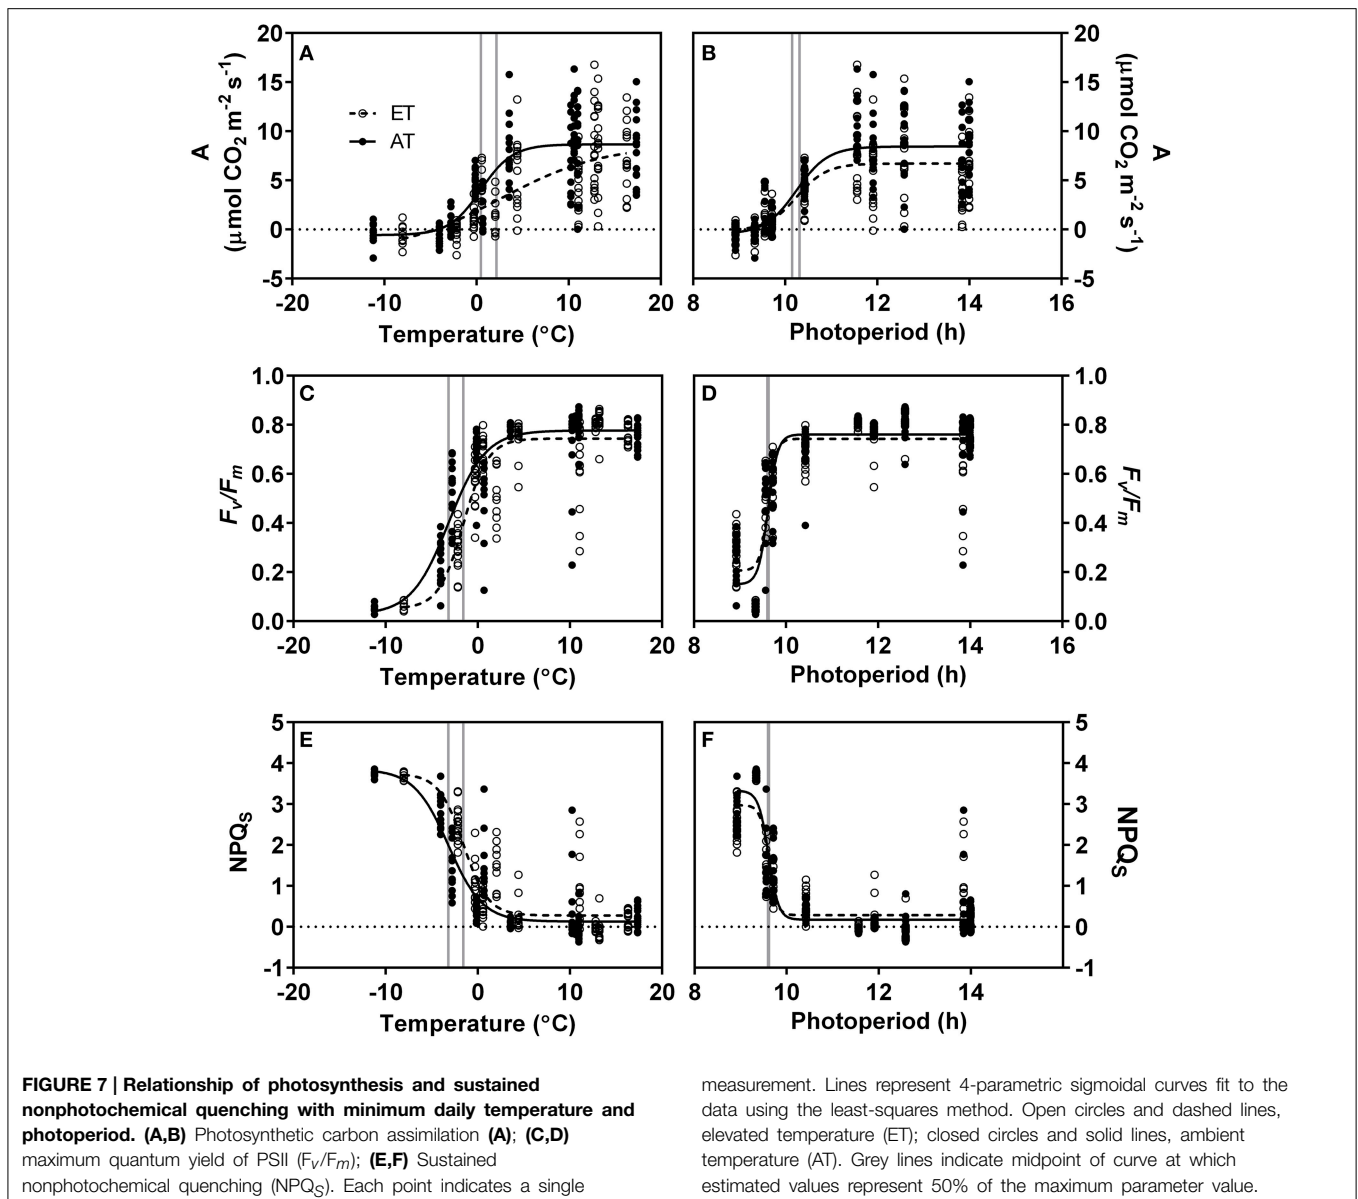 A
20
15
10
5
0
-5
A
(μmol CO2 m-2 s-1)
ET
AT
-20 -10 0 10 20
Temperature (°C)
B
20
15
10
5
0
-5
A
(μmol CO2 m-2 s-1)
8 10 12 14 16
Photoperiod (h)
C
1.0
0.8
0.6
0.4
0.2
0.0
Fv/Fm
-20 -10 0 10 20
Temperature (°C)
D
1.0
0.8
0.6
0.4
0.2
0.0
Fv/Fm
8 10 12 14 16
Photoperiod (h)
E
5
4
3
2
1
0
-1
NPQS
-20 -10 0 10 20
Temperature (°C)
F
5
4
3
2
1
0
-1
NPQS
8 10 12 14
Photoperiod (h)
FIGURE 7 | Relationship of photosynthesis and sustained
nonphotochemical quenching with minimum daily temperature and
photoperiod. (A,B) Photosynthetic carbon assimilation (A); (C,D)
maximum quantum yield of PSII (Fv/Fm); (E,F) Sustained
nonphotochemical quenching (NPQS). Each point indicates a single
measurement. Lines represent 4-parametric sigmoidal curves fit to the
data using the least-squares method. Open circles and dashed lines,
elevated temperature (ET); closed circles and solid lines, ambient
temperature (AT). Grey lines indicate midpoint of curve at which
estimated values represent 50% of the maximum parameter value.